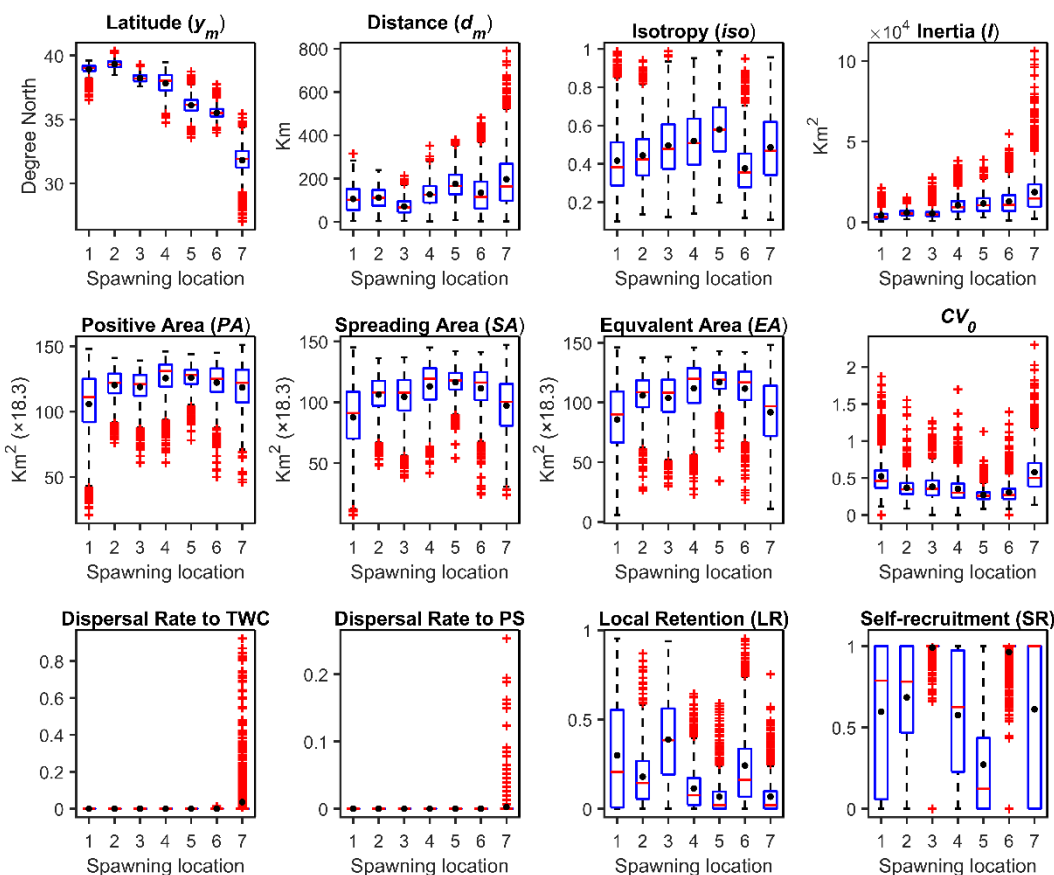 Latitude (y_m)
Degree North
40
35
30
1 2 3 4 5 6 7
Spawning location
Distance (d_m)
Km
800
600
400
200
0
1 2 3 4 5 6 7
Spawning location
Isotropy (iso)
1
0.8
0.6
0.4
0.2
1 2 3 4 5 6 7
Spawning location
×10^4 Inertia (I)
Km^2
10
5
0
1 2 3 4 5 6 7
Spawning location
Positive Area (PA)
Km^2 (×18.3)
150
100
50
1 2 3 4 5 6 7
Spawning location
Spreading Area (SA)
Km^2 (×18.3)
150
100
50
1 2 3 4 5 6 7
Spawning location
Equvalent Area (EA)
Km^2 (×18.3)
150
100
50
0
1 2 3 4 5 6 7
Spawning location
CV_0
2
1.5
1
0.5
0
1 2 3 4 5 6 7
Spawning location
Dispersal Rate to TWC
0.8
0.6
0.4
0.2
0
1 2 3 4 5 6 7
Spawning location
Dispersal Rate to PS
0.2
0.1
0
1 2 3 4 5 6 7
Spawning location
Local Retention (LR)
1
0.5
0
1 2 3 4 5 6 7
Spawning location
Self-recruitment (SR)
1
0.5
0
1 2 3 4 5 6 7
Spawning location